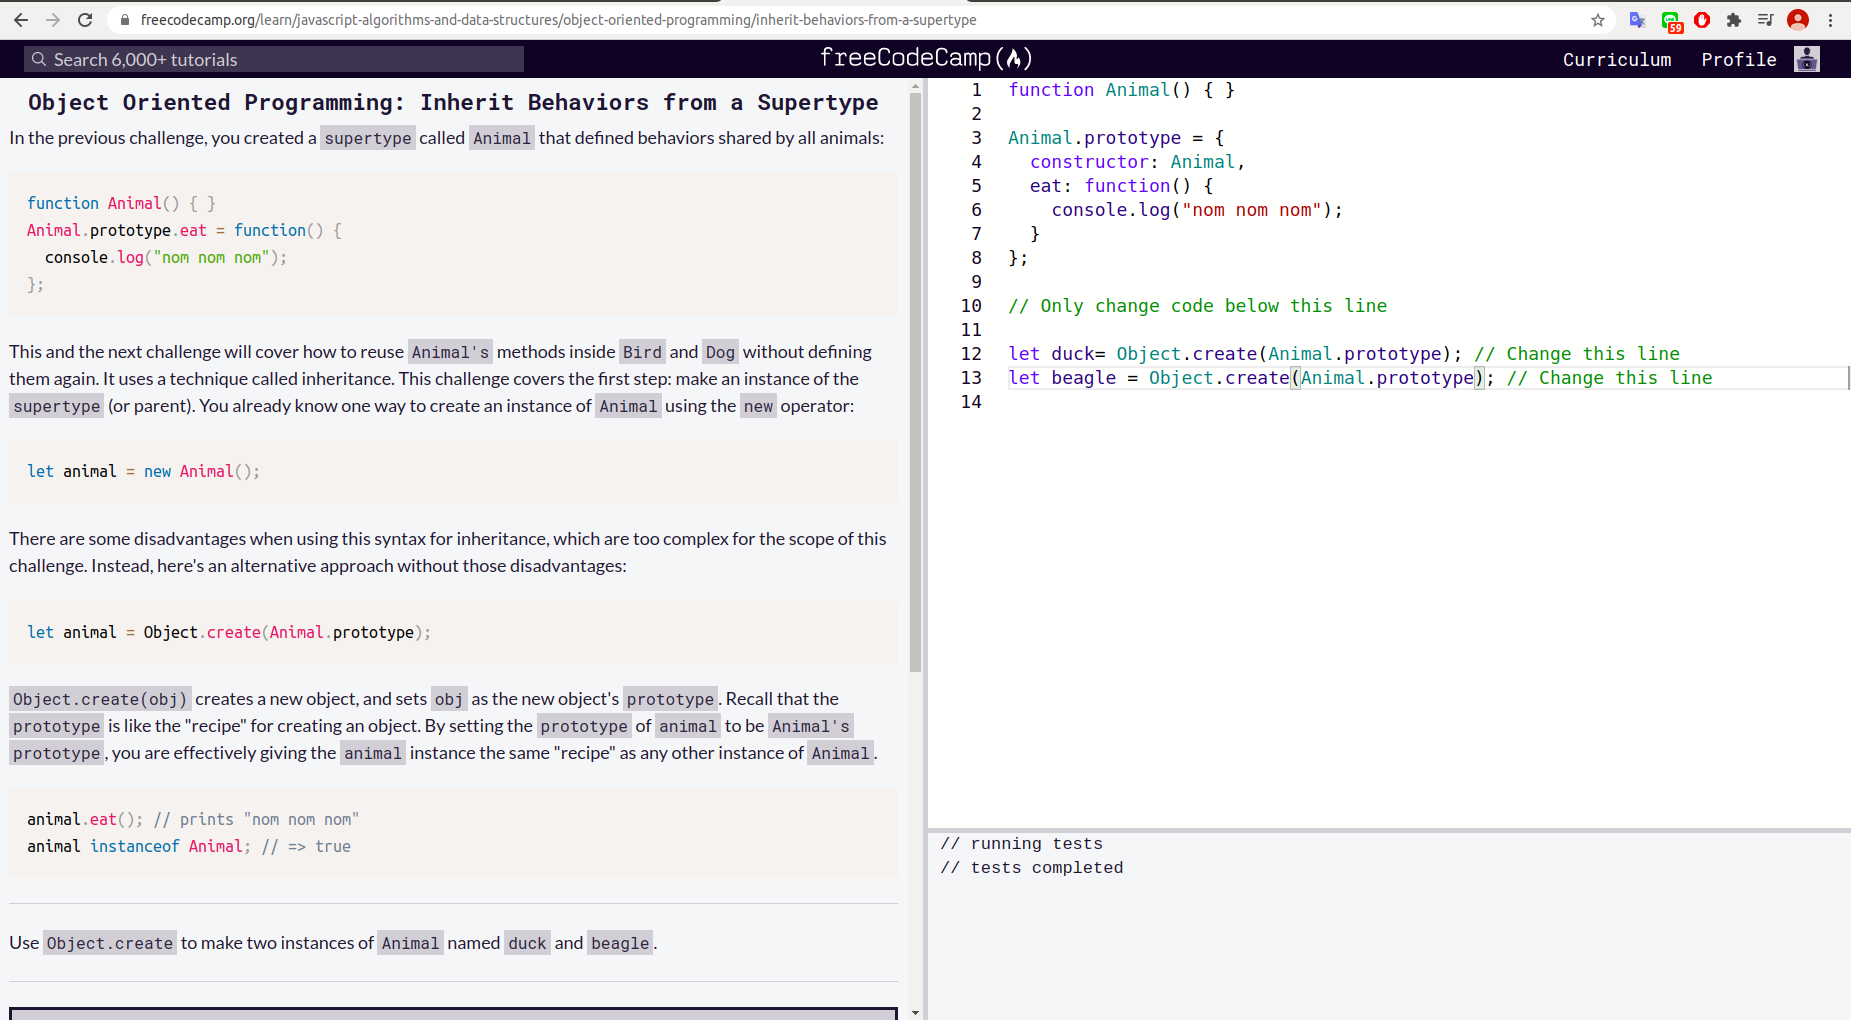 freecodecamp.org/learn/javascript-algorithms-and-data-structures/object-oriented-programming/inherit-behaviors-from-a-supertype
59
Search 6,000+ tutorials
freeCodeCamp(🔥)
Curriculum Profile
Object Oriented Programming: Inherit Behaviors from a Supertype
In the previous challenge, you created a supertype called Animal that defined behaviors shared by all animals:
function Animal() { }
Animal.prototype.eat = function() {
  console.log("nom nom nom");
};
This and the next challenge will cover how to reuse Animal's methods inside Bird and Dog without defining
them again. It uses a technique called inheritance. This challenge covers the first step: make an instance of the
supertype (or parent). You already know one way to create an instance of Animal using the new operator:
let animal = new Animal();
There are some disadvantages when using this syntax for inheritance, which are too complex for the scope of this
challenge. Instead, here's an alternative approach without those disadvantages:
let animal = Object.create(Animal.prototype);
Object.create(obj) creates a new object, and sets obj as the new object's prototype. Recall that the
prototype is like the "recipe" for creating an object. By setting the prototype of animal to be Animal's
prototype, you are effectively giving the animal instance the same "recipe" as any other instance of Animal.
animal.eat(); // prints "nom nom nom"
animal instanceof Animal; // => true
Use Object.create to make two instances of Animal named duck and beagle.
1 function Animal() { }
2
3 Animal.prototype = {
4   constructor: Animal,
5   eat: function() {
6     console.log("nom nom nom");
7   }
8 };
9
10 // Only change code below this line
11
12 let duck= Object.create(Animal.prototype); // Change this line
13 let beagle = Object.create(Animal.prototype); // Change this line
14
// running tests
// tests completed